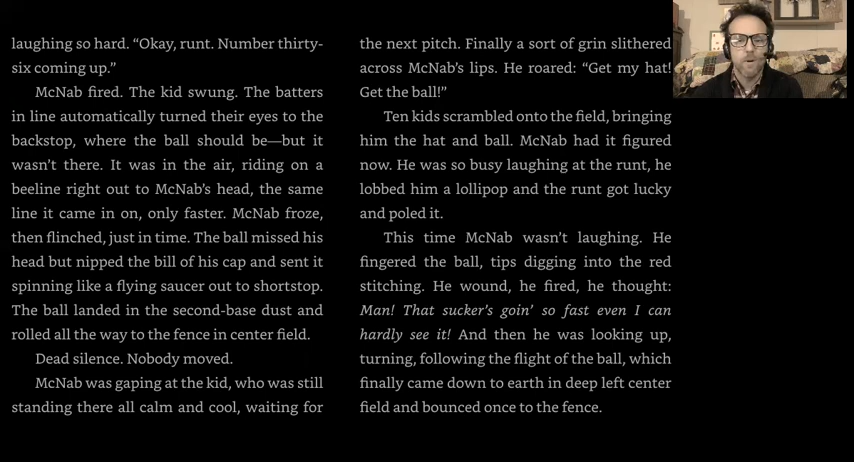 laughing so hard. “Okay, runt. Number thirty-
six coming up.”
McNab fired. The kid swung. The batters
in line automatically turned their eyes to the
backstop, where the ball should be—but it
wasn’t there. It was in the air, riding on a
beeline right out to McNab’s head, the same
line it came in on, only faster. McNab froze,
then flinched, just in time. The ball missed his
head but nipped the bill of his cap and sent it
spinning like a flying saucer out to shortstop.
The ball landed in the second-base dust and
rolled all the way to the fence in center field.
Dead silence. Nobody moved.
McNab was gaping at the kid, who was still
standing there all calm and cool, waiting for
the next pitch. Finally a sort of grin slithered
across McNab’s lips. He roared: “Get my hat!
Get the ball!”
Ten kids scrambled onto the field, bringing
him the hat and ball. McNab had it figured
now. He was so busy laughing at the runt, he
lobbed him a lollipop and the runt got lucky
and poled it.
This time McNab wasn’t laughing. He
fingered the ball, tips digging into the red
stitching. He wound, he fired, he thought:
Man! That sucker’s goin’ so fast even I can
hardly see it! And then he was looking up,
turning, following the flight of the ball, which
finally came down to earth in deep left center
field and bounced once to the fence.